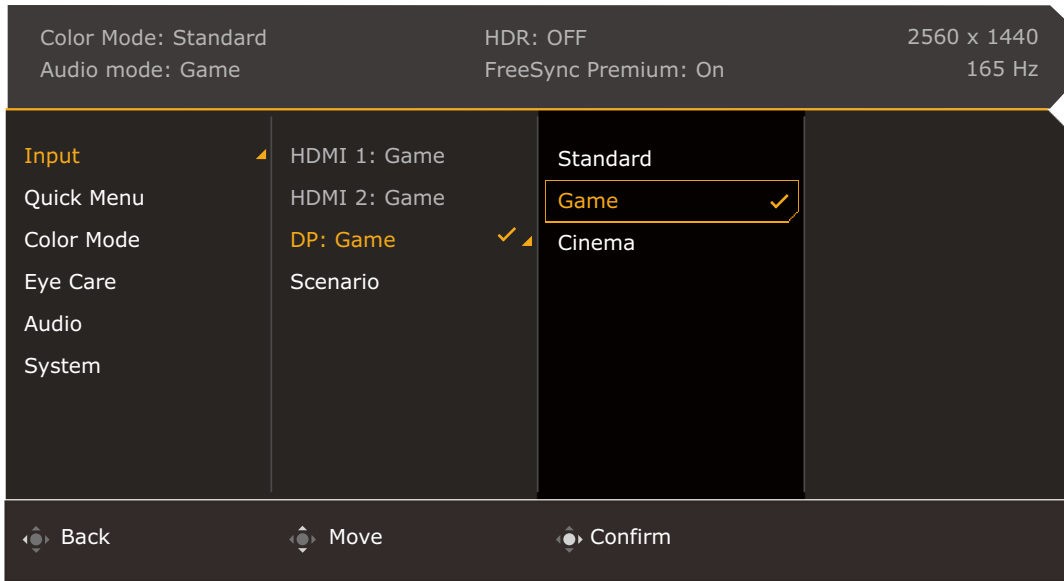 Color Mode: Standard
Audio mode: Game
HDR: OFF
FreeSync Premium: On
2560 x 1440
165 Hz
Input
Quick Menu
Color Mode
Eye Care
Audio
System
HDMI 1: Game
HDMI 2: Game
DP: Game
Scenario
Standard
Game
Cinema
Back
Move
Confirm